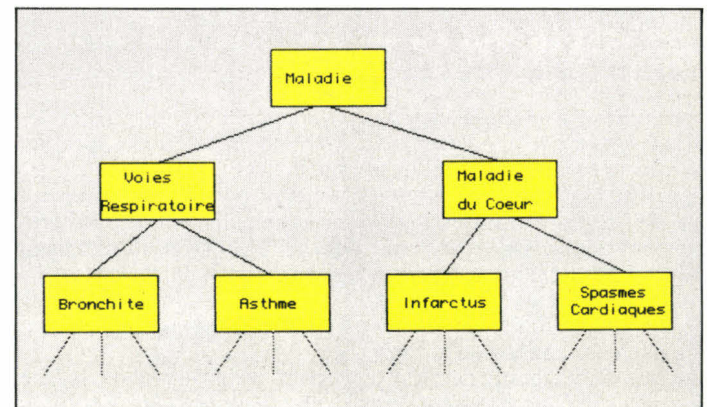 Maladie
Voies
Respiratoire
Maladie
du Coeur
Bronchite
Asthme
Infarctus
Spasmes
Cardiaques